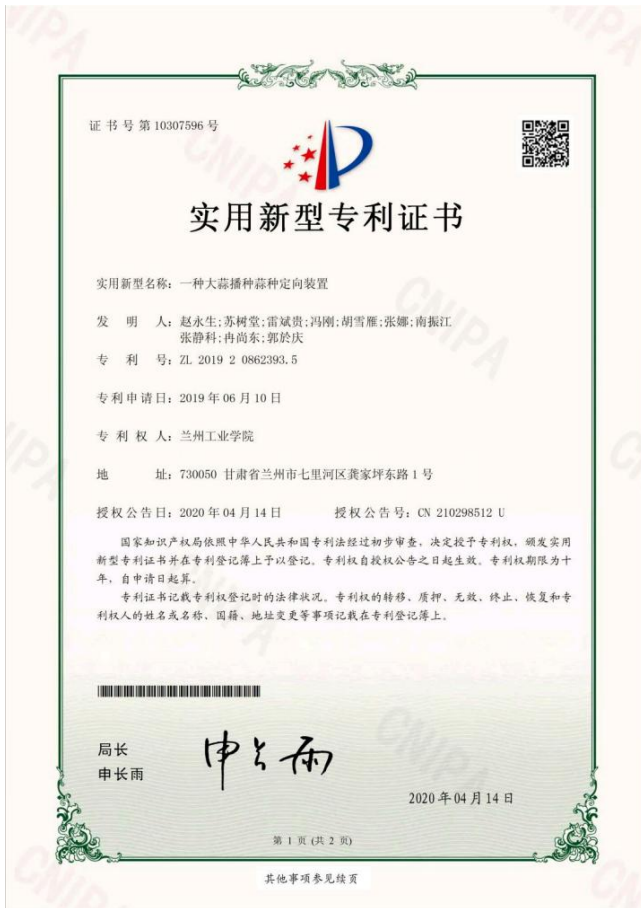 证书号第10307596号
实用新型专利证书
实用新型名称：一种大蒜播种蒜种定向装置
发明人：赵永生;苏树堂;雷斌贵;冯刚;胡雪雁;张娜;南振江
张静科;冉尚东;郭於庆
专利号：ZL 2019 2 0862393.5
专利申请日：2019年06月10日
专利权人：兰州工业学院
地址：730050 甘肃省兰州市七里河区龚家坪东路1号
授权公告日：2020年04月14日 授权公告号：CN 210298512 U
国家知识产权局依照中华人民共和国专利法经过初步审查，决定授予专利权，颁发实用
新型专利证书并在专利登记簿上予以登记。专利权自授权公告之日起生效。专利权期限为十
年，自申请日起算。
专利证书记载专利权登记时的法律状况。专利权的转移、质押、无效、终止、恢复和专
利权人的姓名或名称、国籍、地址变更等事项记载在专利登记簿上。
局长
申长雨
申长雨
2020年04月14日
第 1 页 (共 2 页)
其他事项参见续页
CNIPA
CNIPA
CNIPA
CNIPA